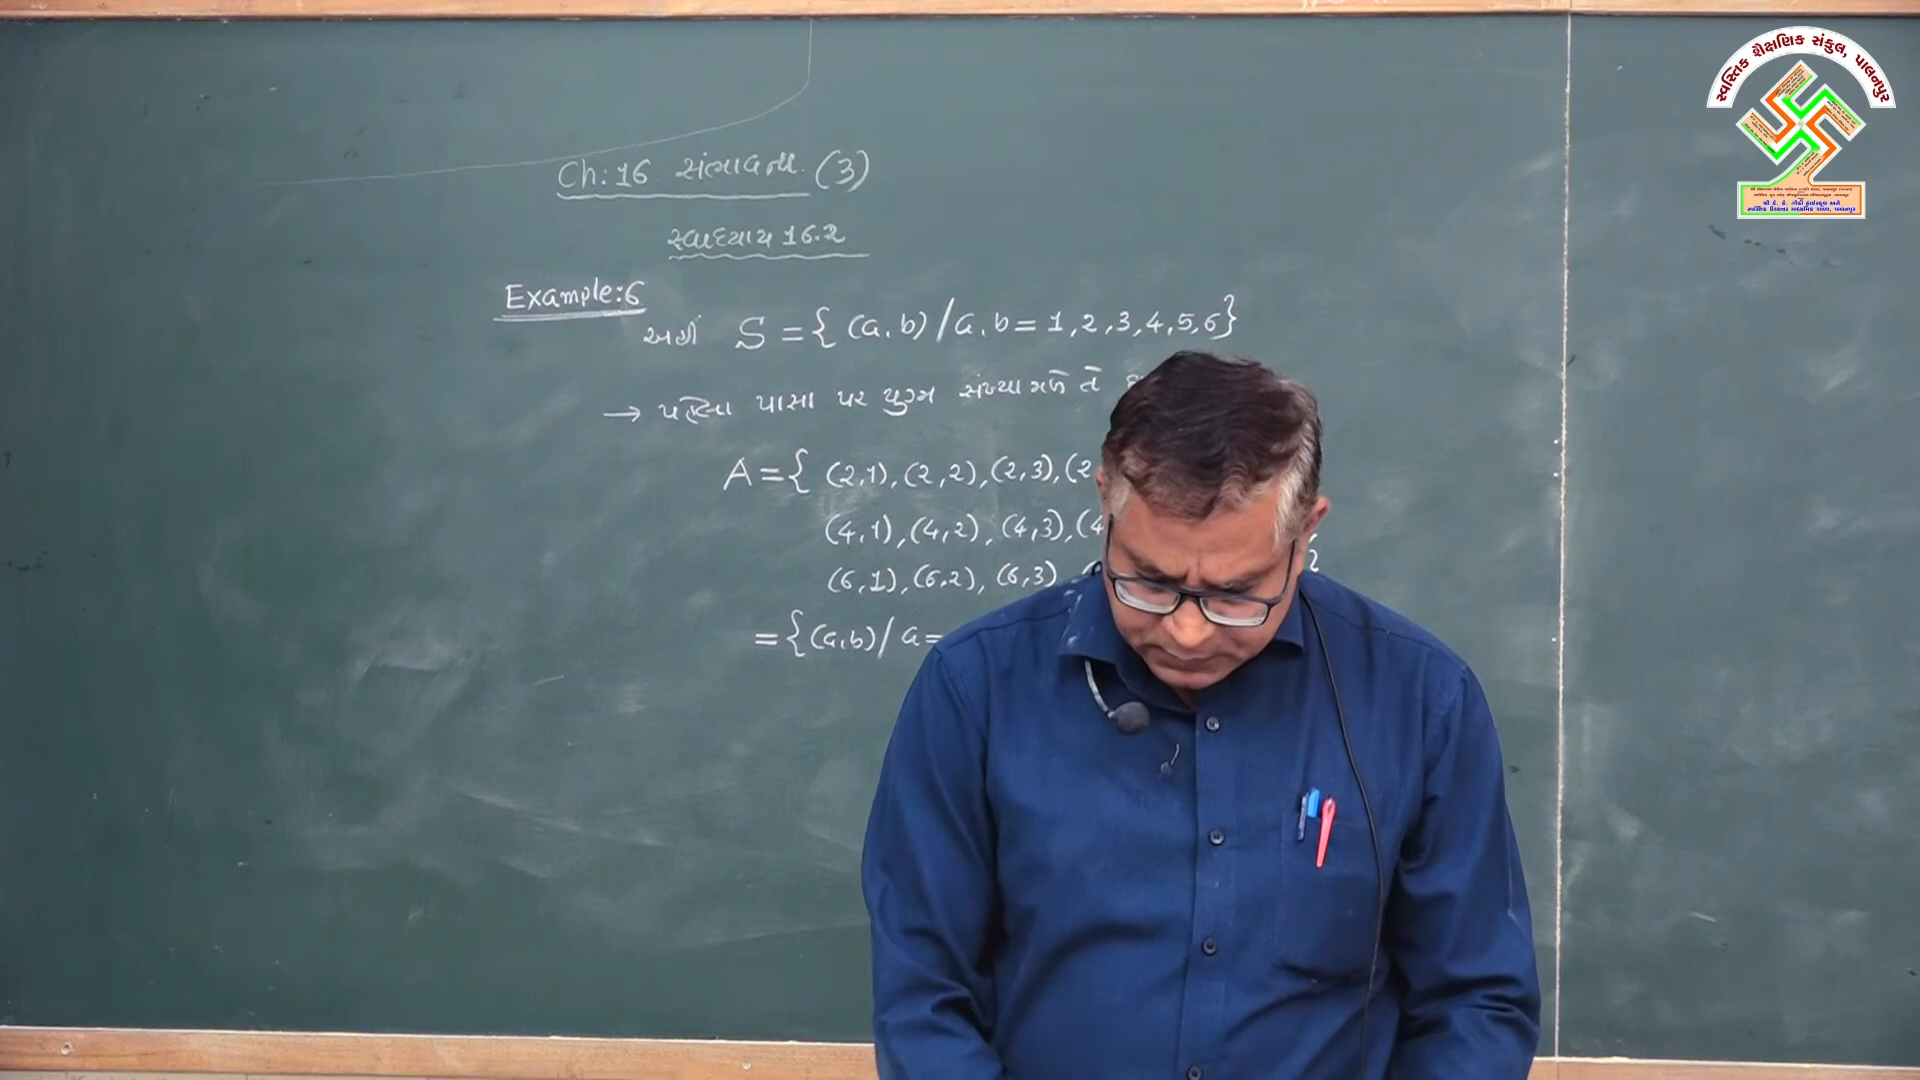 સ્વસ્તિક શૈક્ષણિક સંકુલ, પાલનપુર
Ch: 16 સંભાવના (3)
સ્વાધ્યાય 16.2
Example: 6
અહીં S = { (a, b) / a, b = 1, 2, 3, 4, 5, 6 }
→ પહેલા પાસા પર યુગ્મ સંખ્યા મળે તે
A = { (2,1), (2,2), (2,3), (2
(4,1), (4,2), (4,3), (4
(6,1), (6,2), (6,3)
= { (a,b) / a =